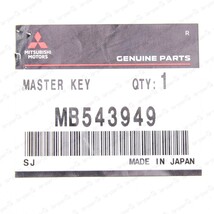 R
MITSUBISHI
MOTORS
GENUINE PARTS
MASTER KEY QTY: 1
MB543949
SJ MADE IN JAPAN